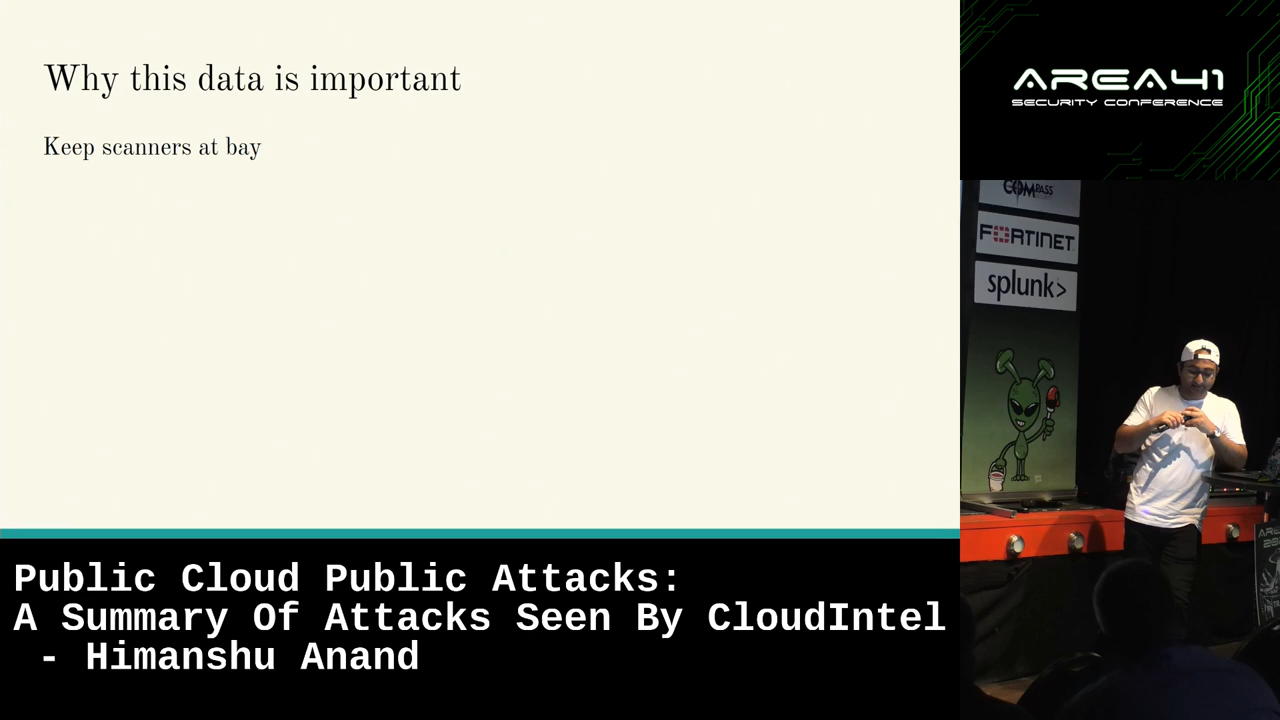 Why this data is important
Keep scanners at bay
AREA41
SECURITY CONFERENCE
COMPASS
FORTINET
splunk>
Public Cloud Public Attacks:
A Summary Of Attacks Seen By CloudIntel
- Himanshu Anand